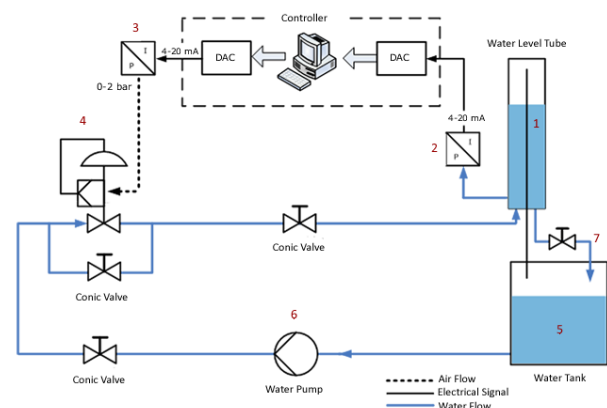 Controller
3
4-20 mA
DAC
DAC
Water Level Tube
I
P
0-2 bar
4
4-20 mA
1
2
I
P
Conic Valve
7
Conic Valve
6
5
Conic Valve
Water Pump
Water Tank
Air Flow
Electrical Signal
Water Flow